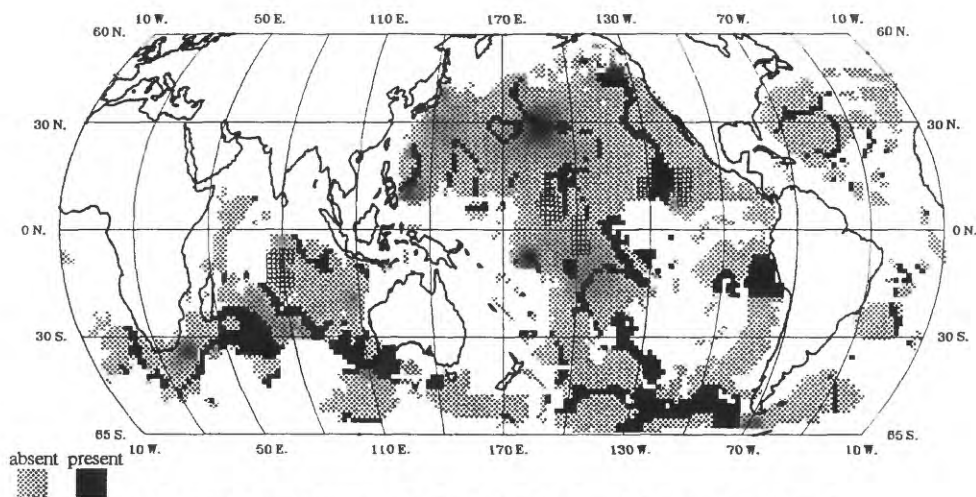 10 W. 50 E. 110 E. 170 E. 130 W. 70 W. 10 W.
60 N. 60 N.
30 N. 30 N.
0 N. 0 N.
30 S. 30 S.
65 S. 65 S.
10 W. 50 E. 110 E. 170 E. 130 W. 70 W. 10 W.
absent present